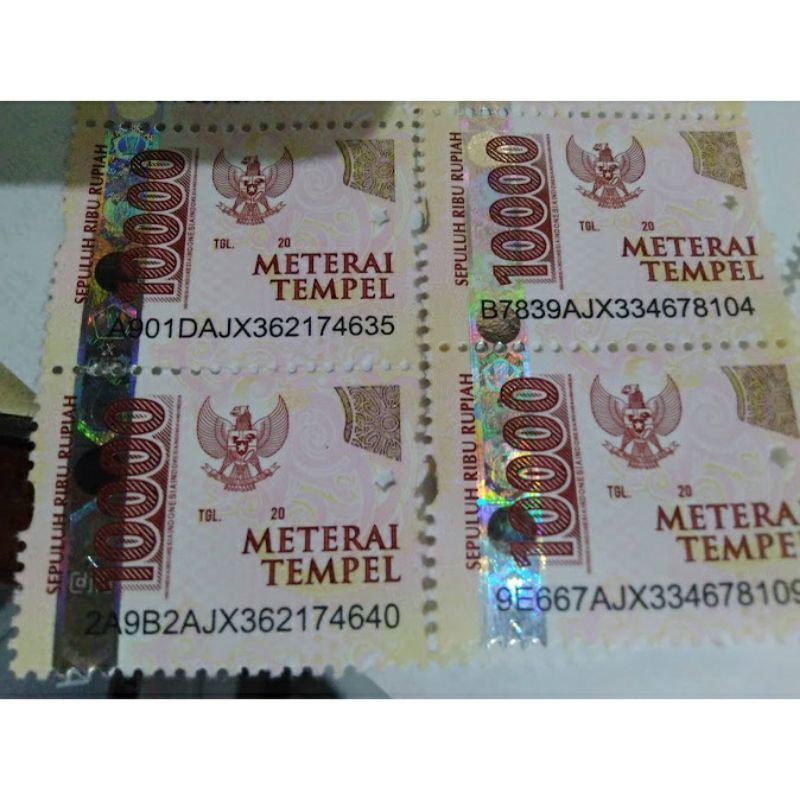 SEPULUH RIBU RUPIAH
10000
TGL. 20
METERAI
TEMPEL
A901DAJX362174635
SEPULUH RIBU RUPIAH
10000
TGL. 20
METERAI
TEMPEL
B7839AJX334678104
SEPULUH RIBU RUPIAH
10000
TGL. 20
METERAI
TEMPEL
2A9B2AJX362174640
SEPULUH RIBU RUPIAH
10000
TGL. 20
METERAI
TEMPEL
9E667AJX334678109